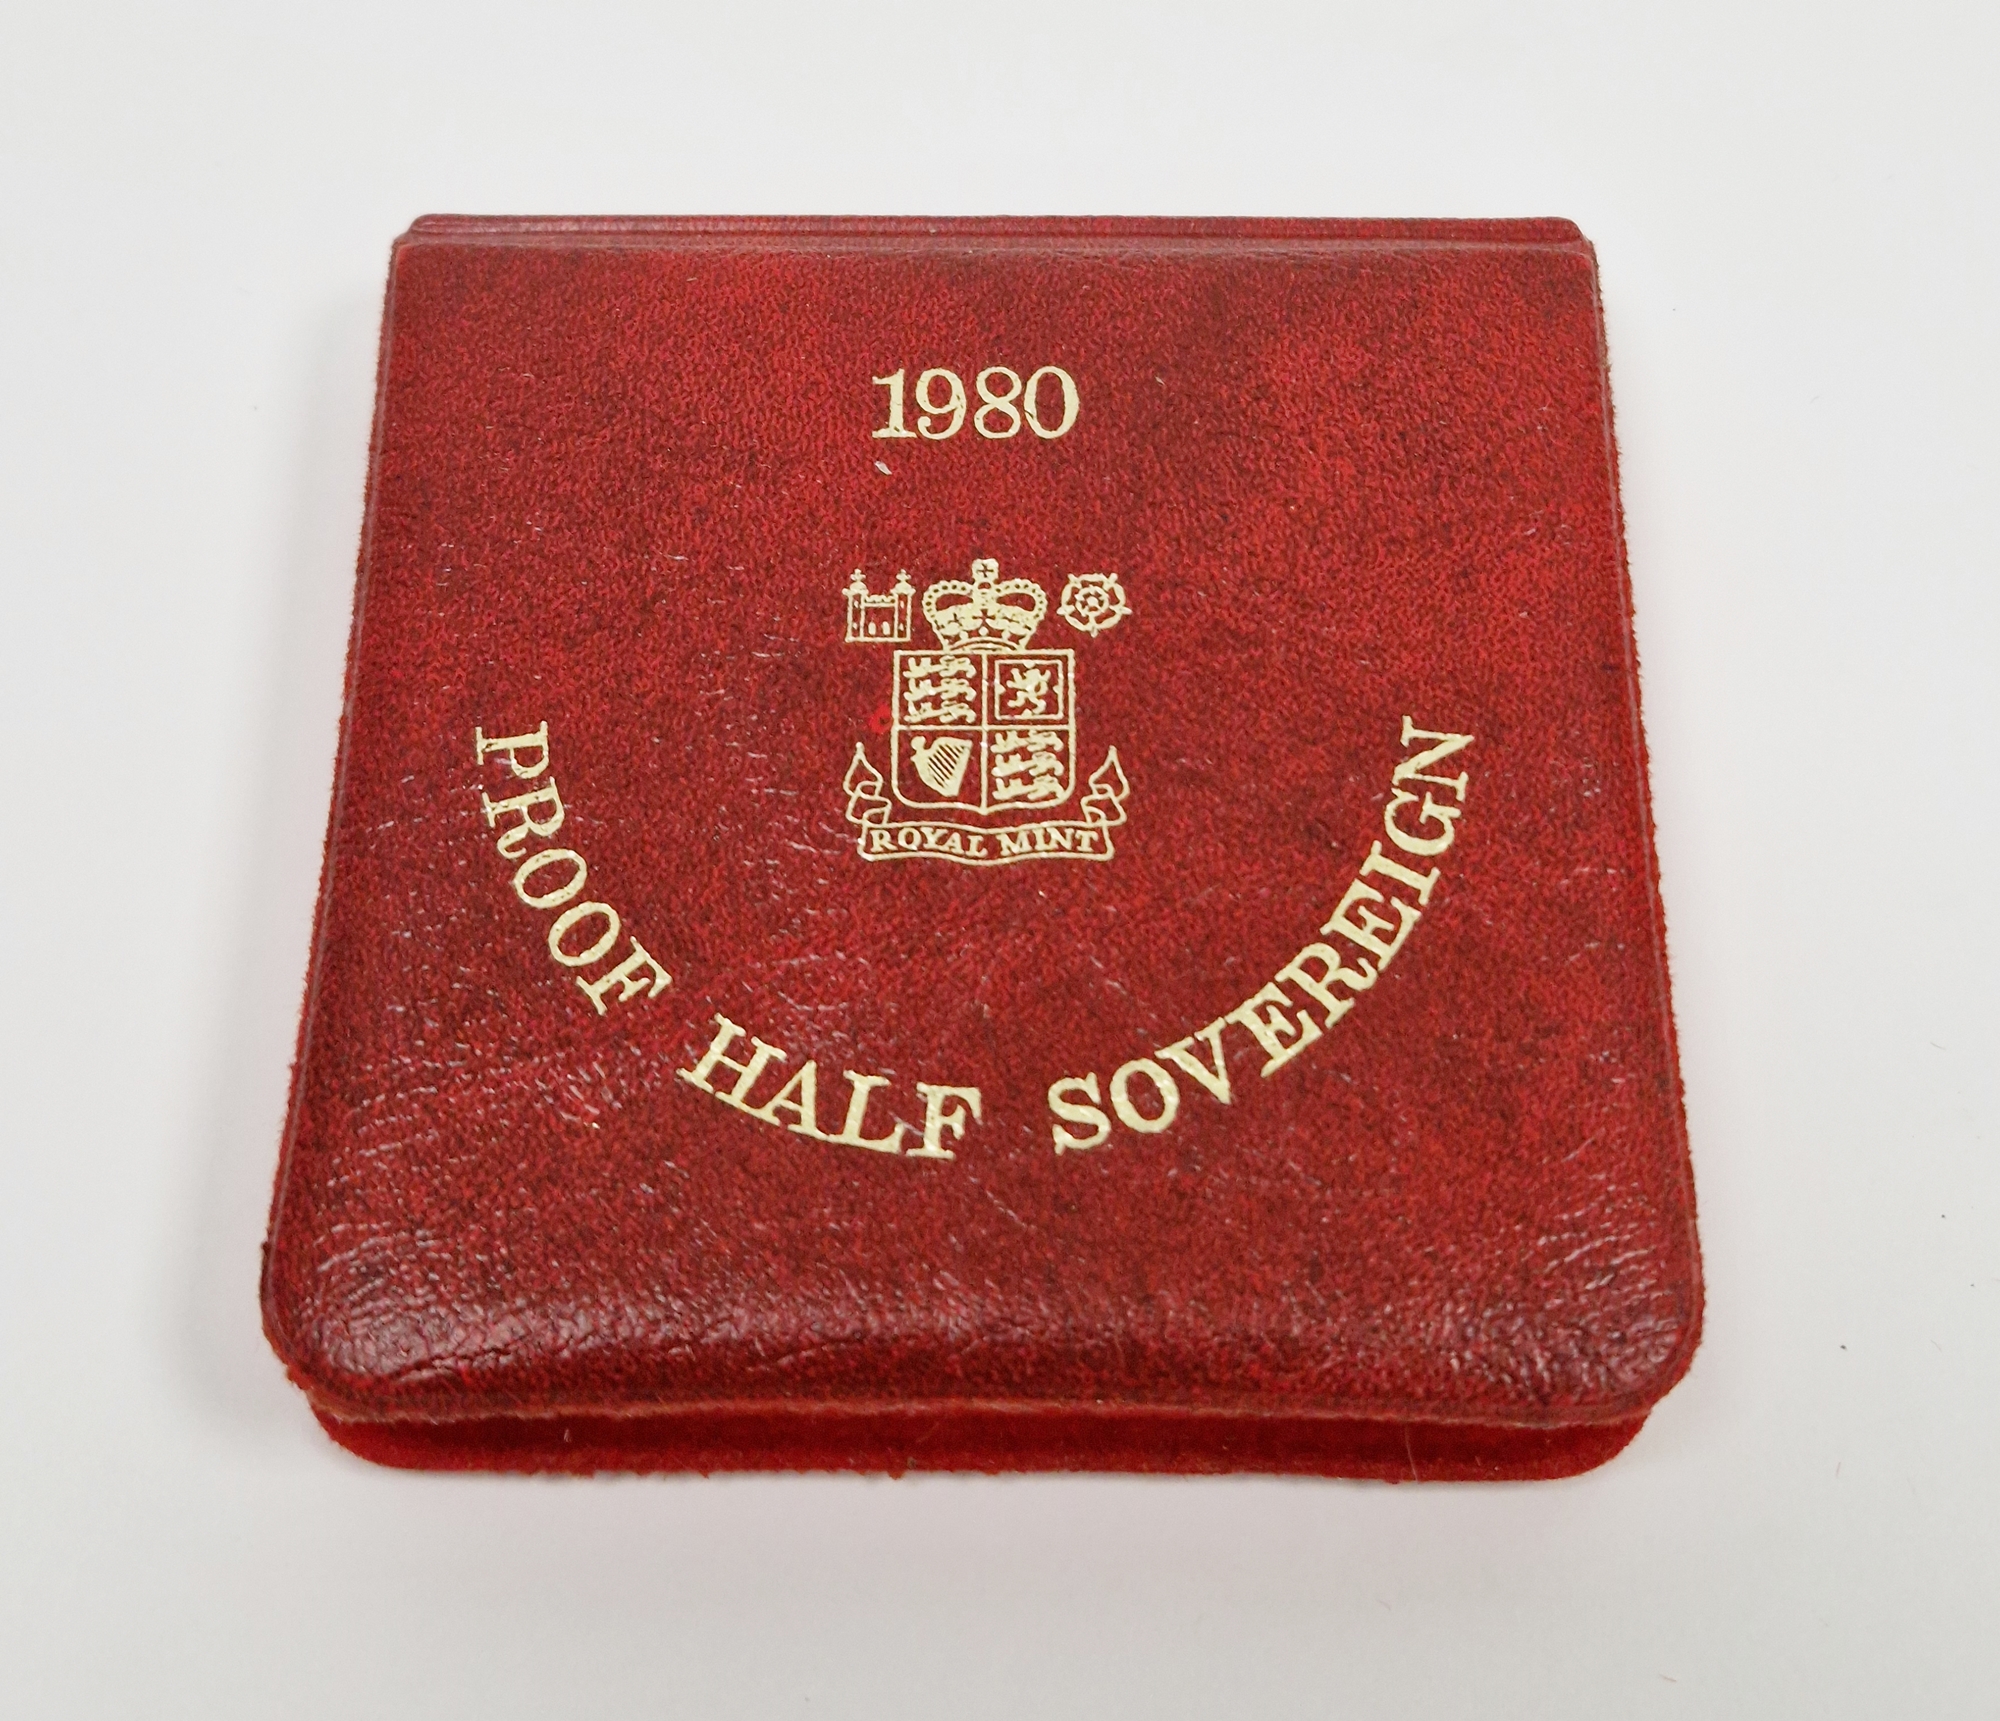 1980
ROYAL MINT
PROOF HALF SOVEREIGN